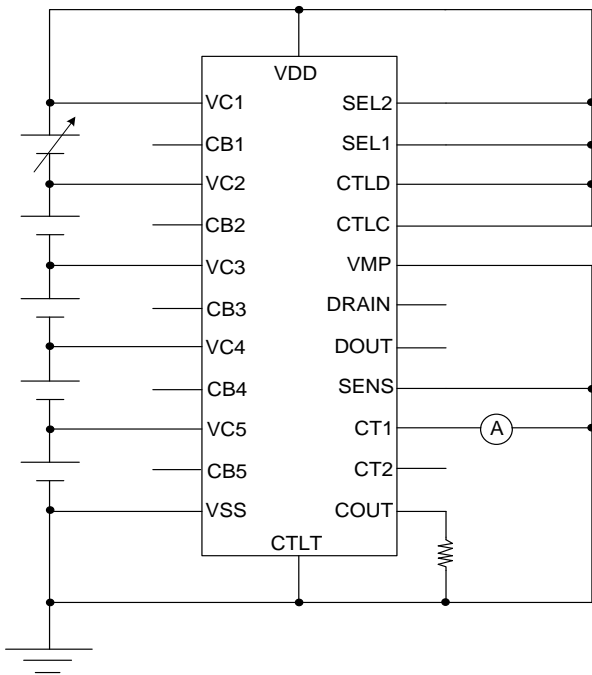 VDD
VC1 SEL2
CB1 SEL1
VC2 CTLD
CB2 CTLC
VC3 VMP
CB3 DRAIN
VC4 DOUT
CB4 SENS
VC5 CT1 A
CB5 CT2
VSS COUT
CTLT